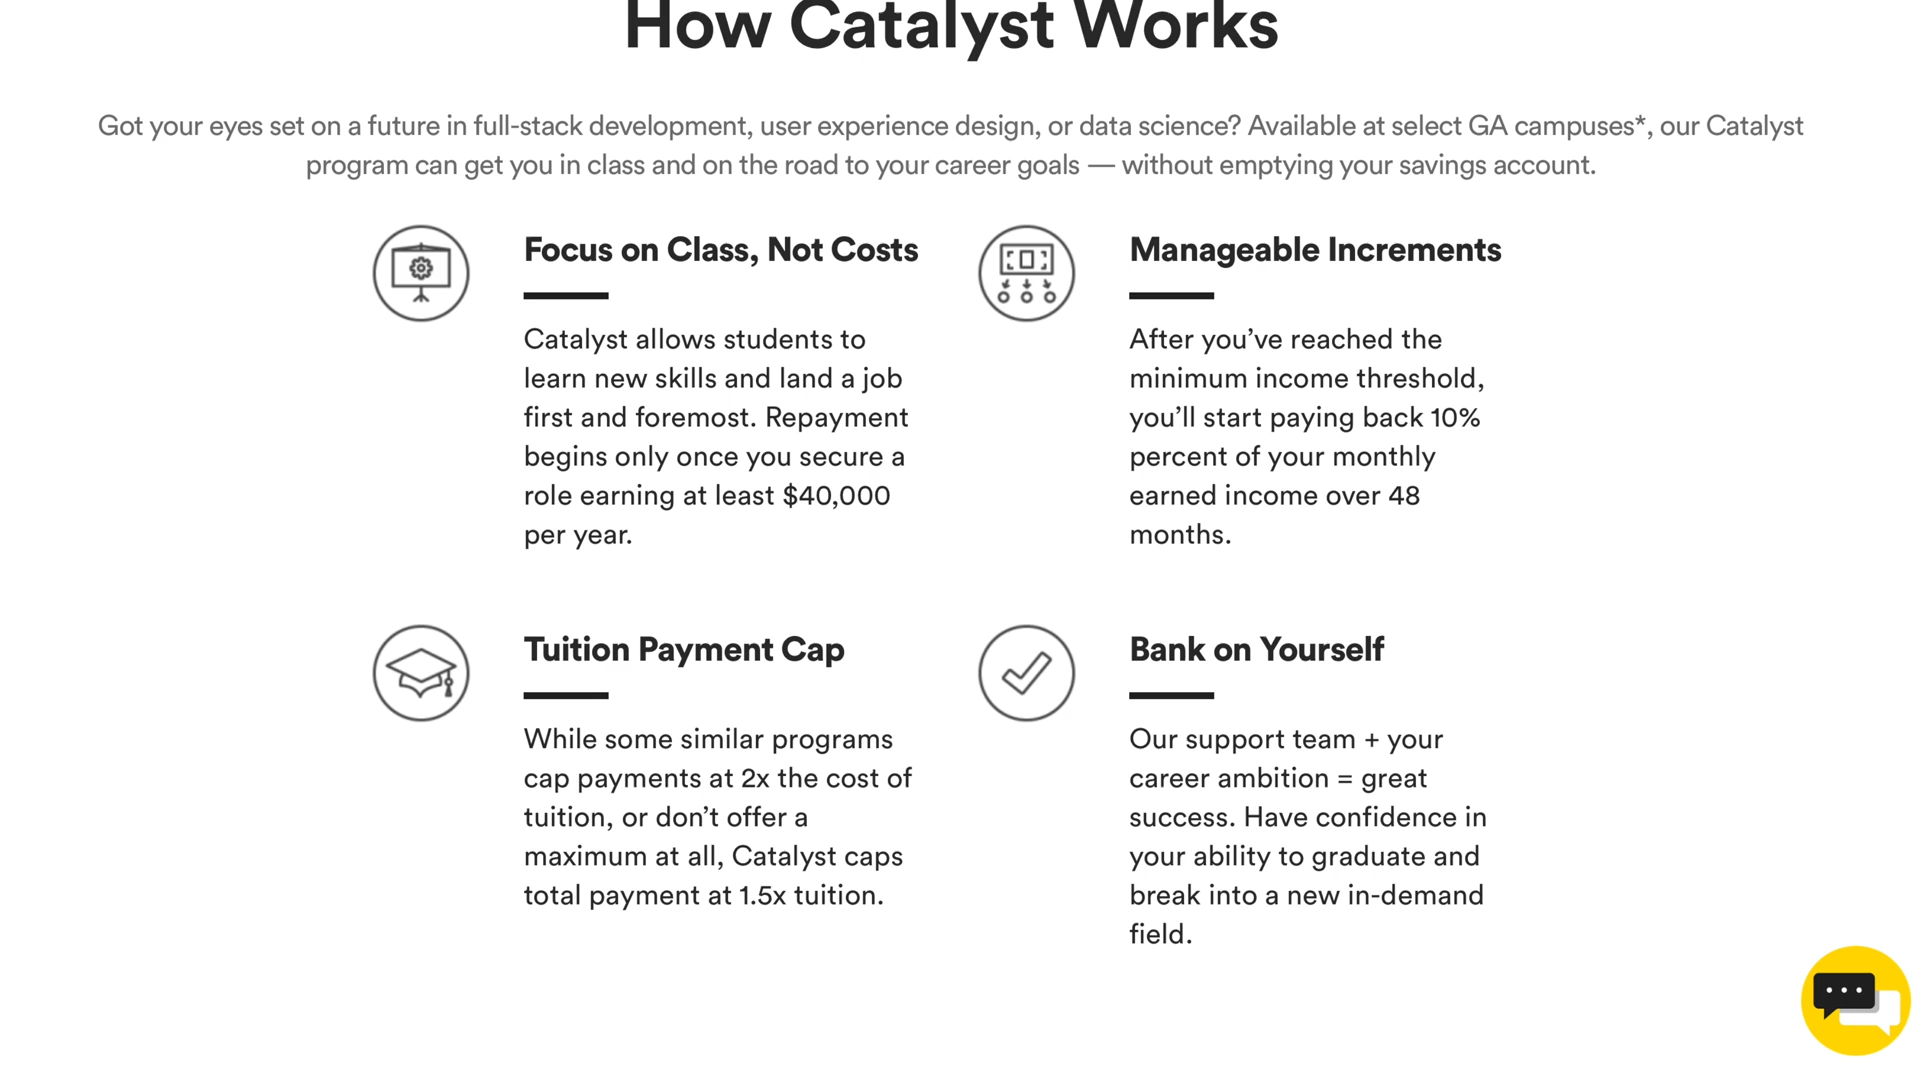 How Catalyst Works
Got your eyes set on a future in full-stack development, user experience design, or data science? Available at select GA campuses*, our Catalyst
program can get you in class and on the road to your career goals — without emptying your savings account.
Focus on Class, Not Costs
Catalyst allows students to
learn new skills and land a job
first and foremost. Repayment
begins only once you secure a
role earning at least $40,000
per year.
Manageable Increments
After you’ve reached the
minimum income threshold,
you’ll start paying back 10%
percent of your monthly
earned income over 48
months.
Tuition Payment Cap
While some similar programs
cap payments at 2x the cost of
tuition, or don’t offer a
maximum at all, Catalyst caps
total payment at 1.5x tuition.
Bank on Yourself
Our support team + your
career ambition = great
success. Have confidence in
your ability to graduate and
break into a new in-demand
field.